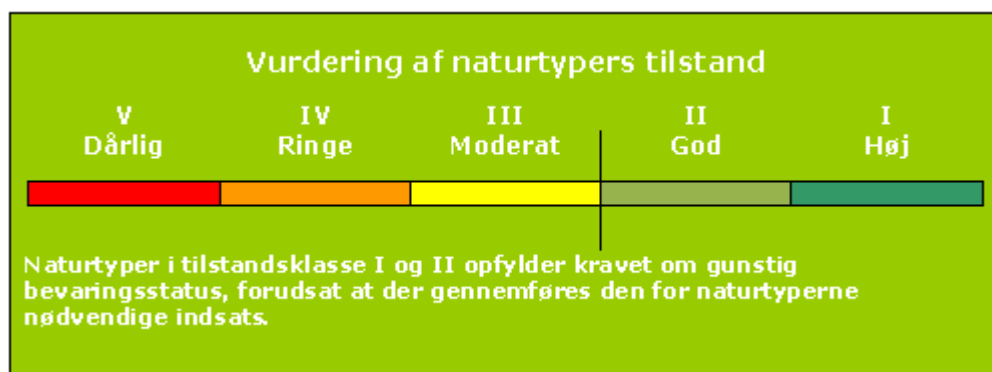 Vurdering af naturtypers tilstand
V IV III II I
Dårlig Ringe Moderat God Høj
Naturtyper i tilstandsklasse I og II opfylder kravet om gunstig
bevaringsstatus, forudsat at der gennemføres den for naturtyperne
nødvendige indsats.